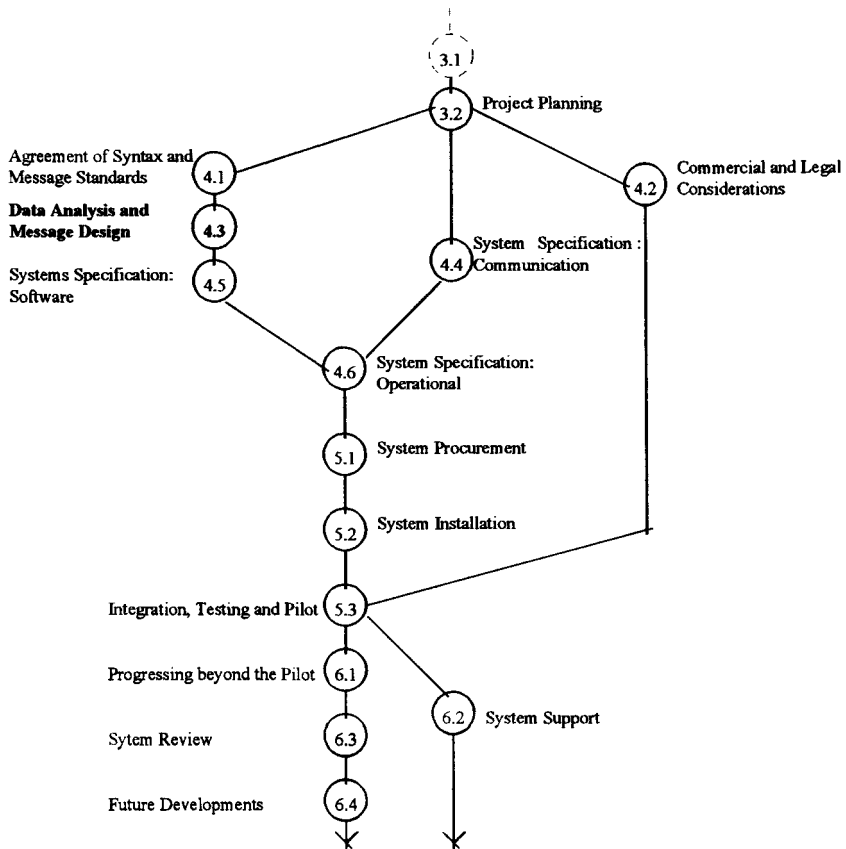 3.1
3.2
Project Planning
Agreement of Syntax and
Message Standards
4.1
Commercial and Legal
Considerations
4.2
Data Analysis and
Message Design
4.3
System Specification :
Communication
4.4
Systems Specification:
Software
4.5
4.6
System Specification:
Operational
5.1
System Procurement
5.2
System Installation
Integration, Testing and Pilot
5.3
Progressing beyond the Pilot
6.1
6.2
System Support
Sytem Review
6.3
Future Developments
6.4